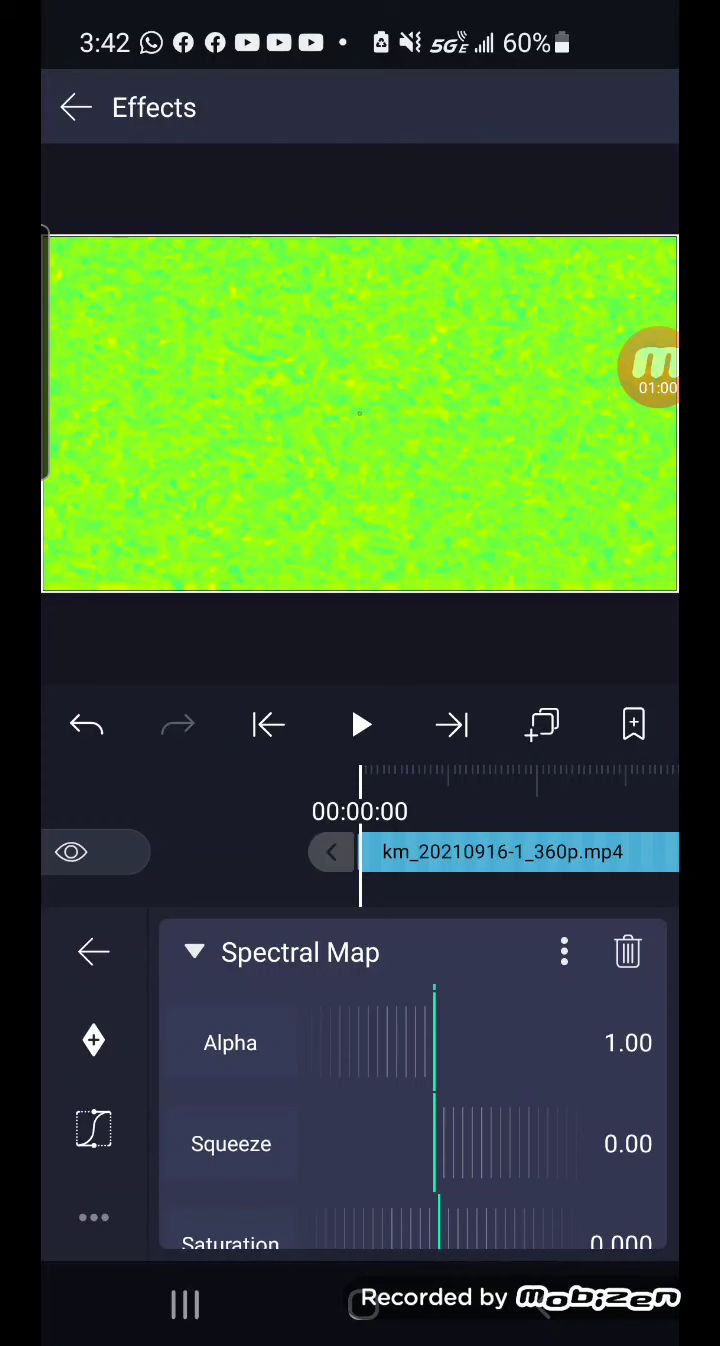 3:42 5GE 60%
Effects
m
01:00
00:00:00
km_20210916-1_360p.mp4
Spectral Map
Alpha 1.00
Squeeze 0.00
Saturation 0.000
Recorded by mobizen